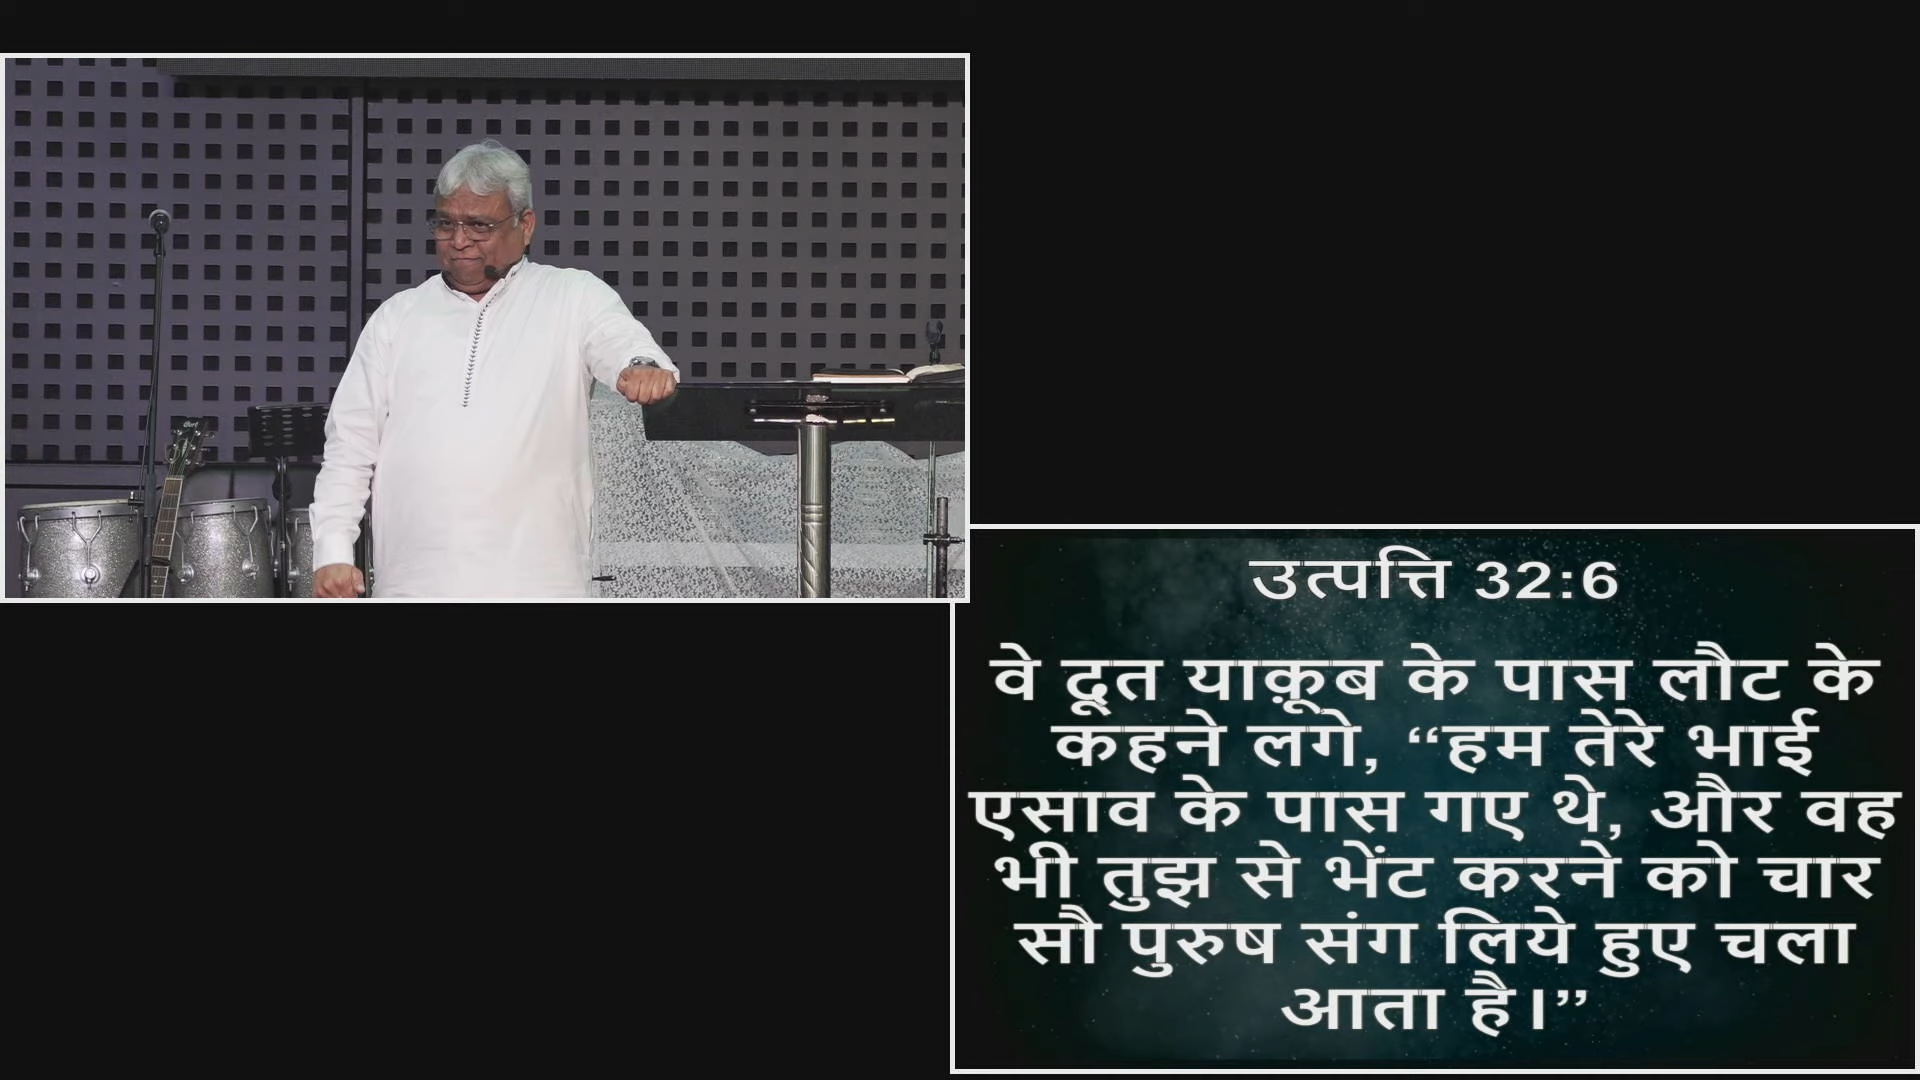 उत्पत्ति 32:6
वे दूत याक़ूब के पास लौट के
कहने लगे, “हम तेरे भाई
एसाव के पास गए थे, और वह
भी तुझ से भेंट करने को चार
सौ पुरुष संग लिये हुए चला
आता है।”